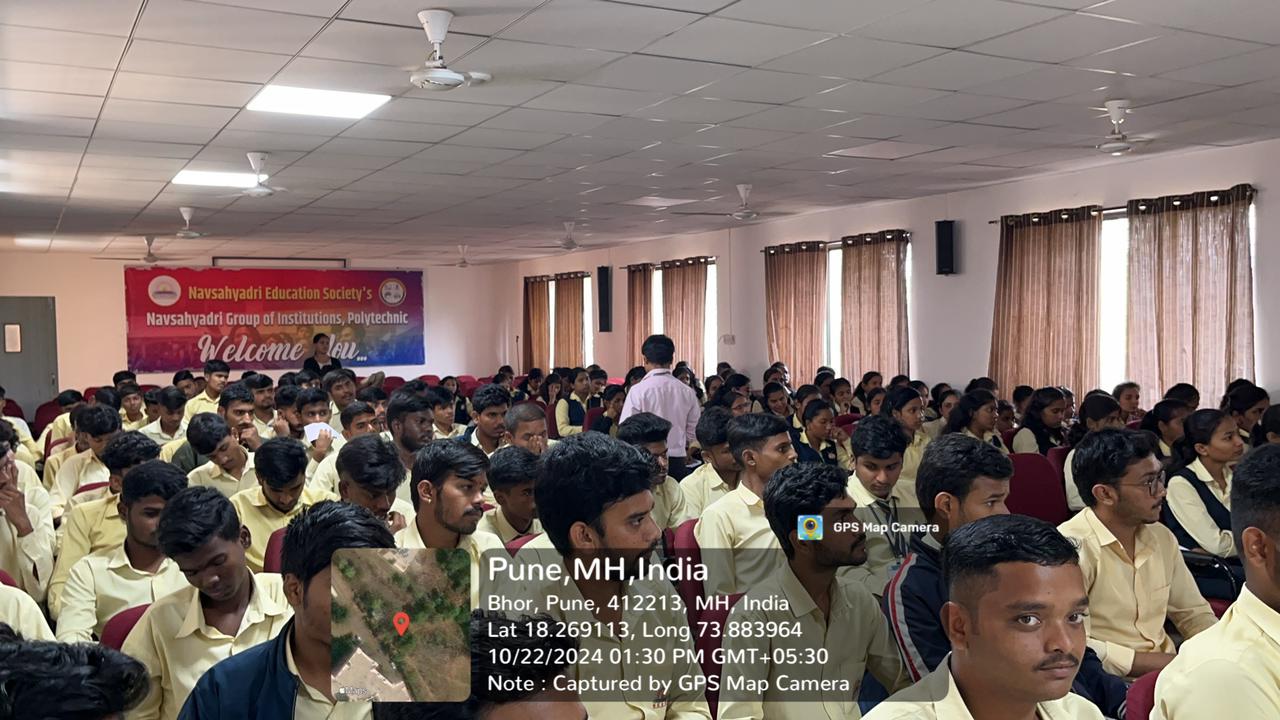 Navsahyadri Education Society's
Navsahyadri Group of Institutions, Polytechnic
Welcome You...
GPS Map Camera
Pune,MH,India
Bhor, Pune, 412213, MH, India
Lat 18.269113, Long 73.883964
10/22/2024 01:30 PM GMT+05:30
Note : Captured by GPS Map Camera
Maps